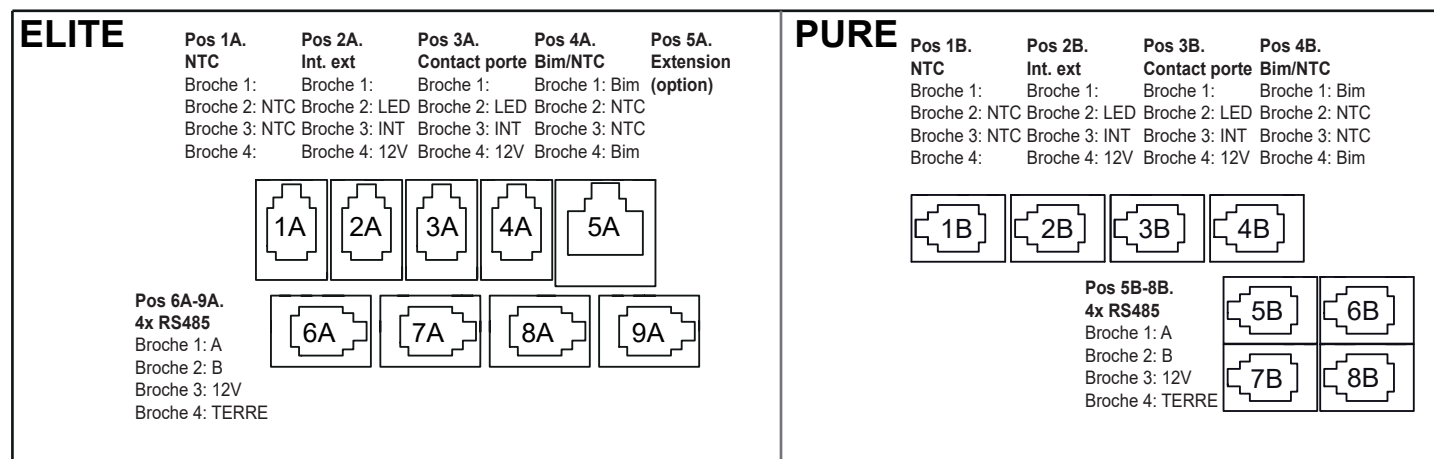 ELITE
Pos 1A.
NTC
Broche 1:
Broche 2: NTC
Broche 3: NTC
Broche 4:
Pos 2A.
Int. ext
Broche 1:
Broche 2: LED
Broche 3: INT
Broche 4: 12V
Pos 3A.
Contact porte
Broche 1:
Broche 2: LED
Broche 3: INT
Broche 4: 12V
Pos 4A.
Bim/NTC
Broche 1: Bim
Broche 2: NTC
Broche 3: NTC
Broche 4: Bim
Pos 5A.
Extension
(option)
1A 2A 3A 4A 5A
Pos 6A-9A.
4x RS485
Broche 1: A
Broche 2: B
Broche 3: 12V
Broche 4: TERRE
6A 7A 8A 9A
PURE
Pos 1B.
NTC
Broche 1:
Broche 2: NTC
Broche 3: NTC
Broche 4:
Pos 2B.
Int. ext
Broche 1:
Broche 2: LED
Broche 3: INT
Broche 4: 12V
Pos 3B.
Contact porte
Broche 1:
Broche 2: LED
Broche 3: INT
Broche 4: 12V
Pos 4B.
Bim/NTC
Broche 1: Bim
Broche 2: NTC
Broche 3: NTC
Broche 4: Bim
1B 2B 3B 4B
Pos 5B-8B.
4x RS485
Broche 1: A
Broche 2: B
Broche 3: 12V
Broche 4: TERRE
5B 6B
7B 8B